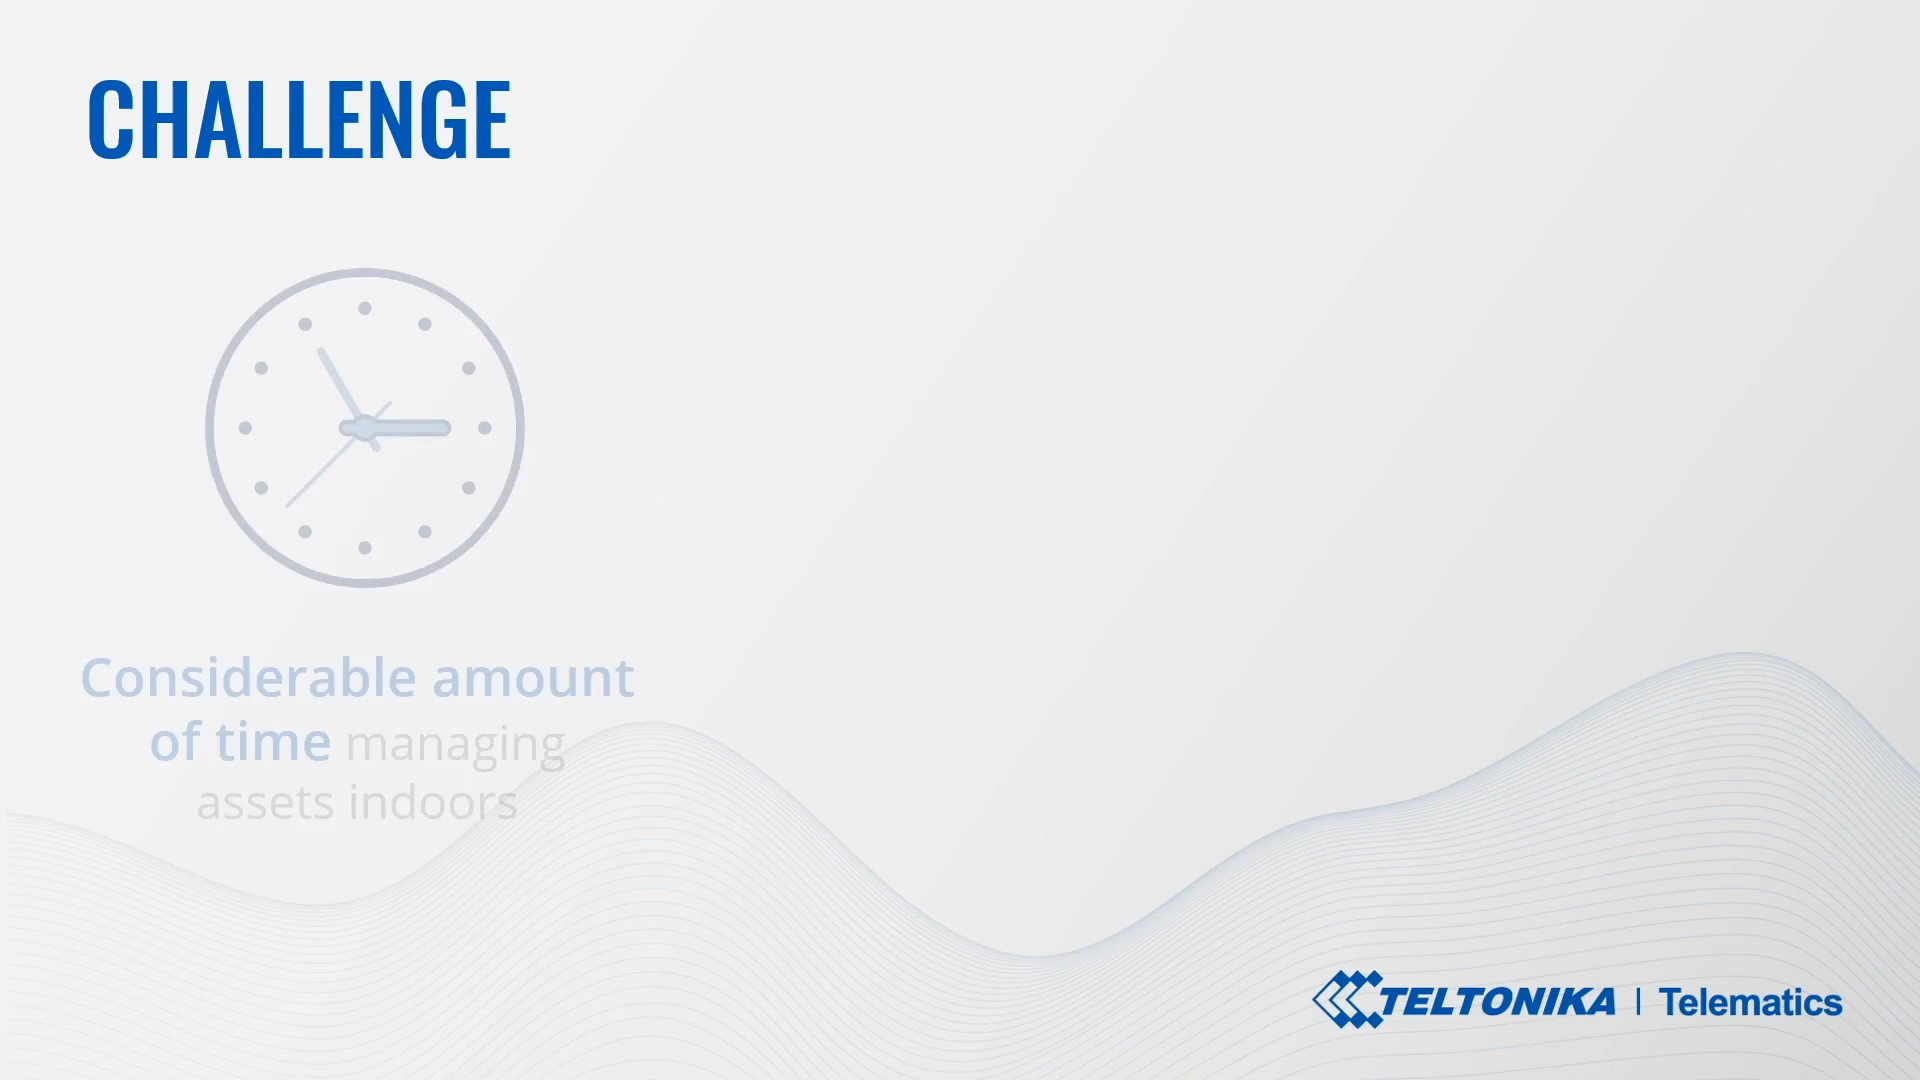 CHALLENGE
Considerable amount
of time managing
assets indoors
TELTONIKA | Telematics